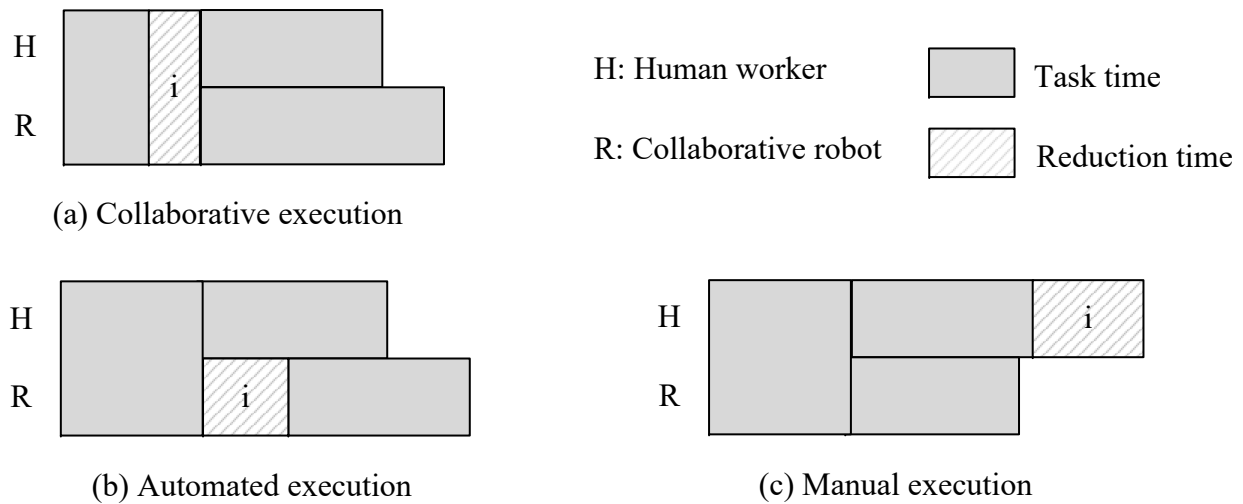 H
i
R
(a) Collaborative execution
H: Human worker
Task time
R: Collaborative robot
Reduction time
H
R
i
(b) Automated execution
H
i
R
(c) Manual execution